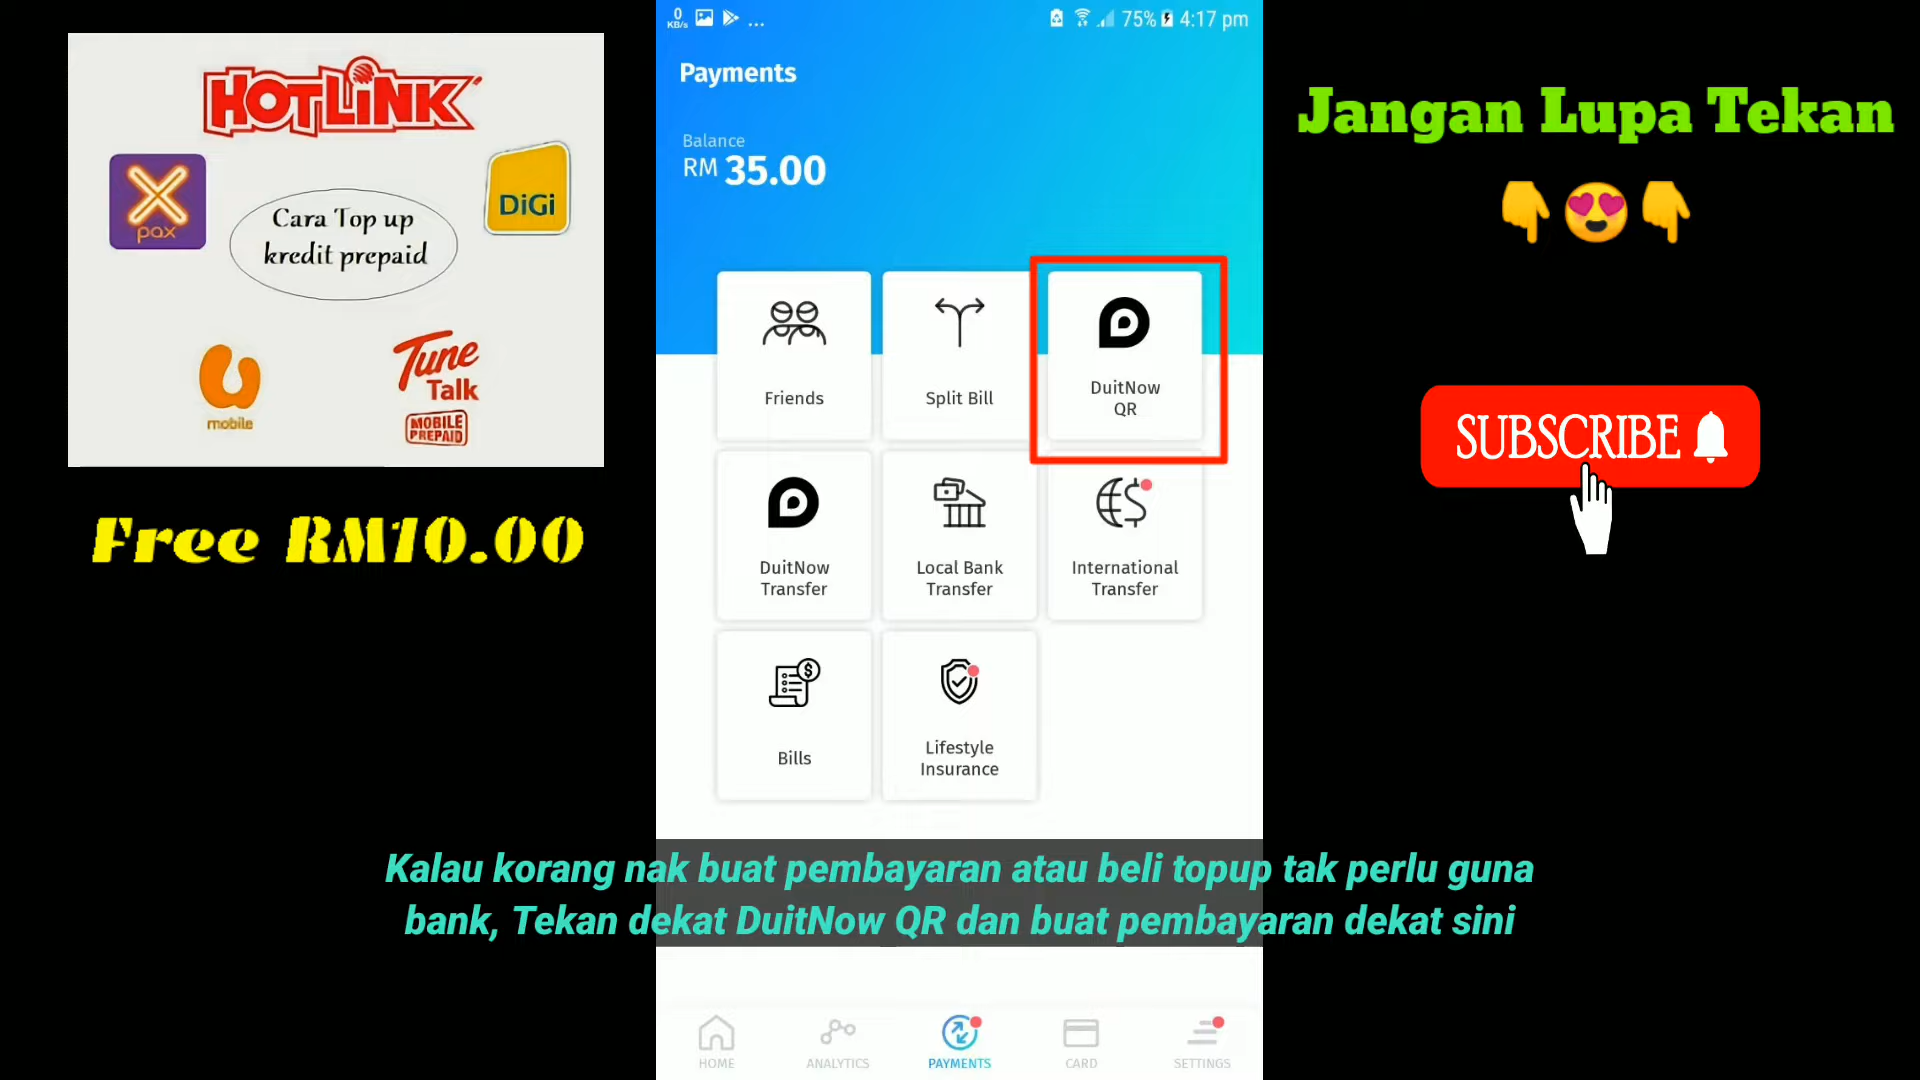 HOTLINK
X
pax
DiGi
Cara Top up
kredit prepaid
mobile
Tune
Talk
MOBILE
PREPAID
Free RM10.00
0
KB/s
...
75%
4:17 pm
Payments
Balance
RM 35.00
Friends
Split Bill
DuitNow
QR
DuitNow
Transfer
Local Bank
Transfer
International
Transfer
Bills
Lifestyle
Insurance
Kalau korang nak buat pembayaran atau beli topup tak perlu guna
bank, Tekan dekat DuitNow QR dan buat pembayaran dekat sini
HOME
ANALYTICS
PAYMENTS
CARD
SETTINGS
Jangan Lupa Tekan
SUBSCRIBE